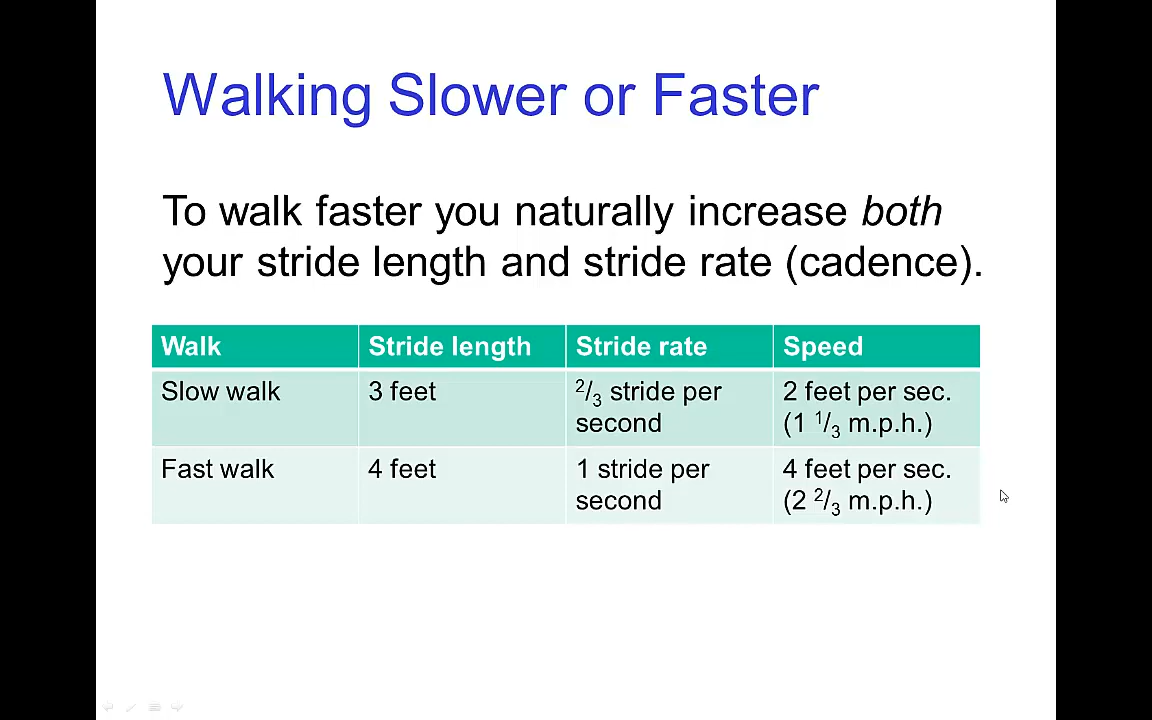 Walking Slower or Faster
To walk faster you naturally increase both
your stride length and stride rate (cadence).
Walk Stride length Stride rate Speed
Slow walk 3 feet 2/3 stride per second 2 feet per sec. (1 1/3 m.p.h.)
Fast walk 4 feet 1 stride per second 4 feet per sec. (2 2/3 m.p.h.)